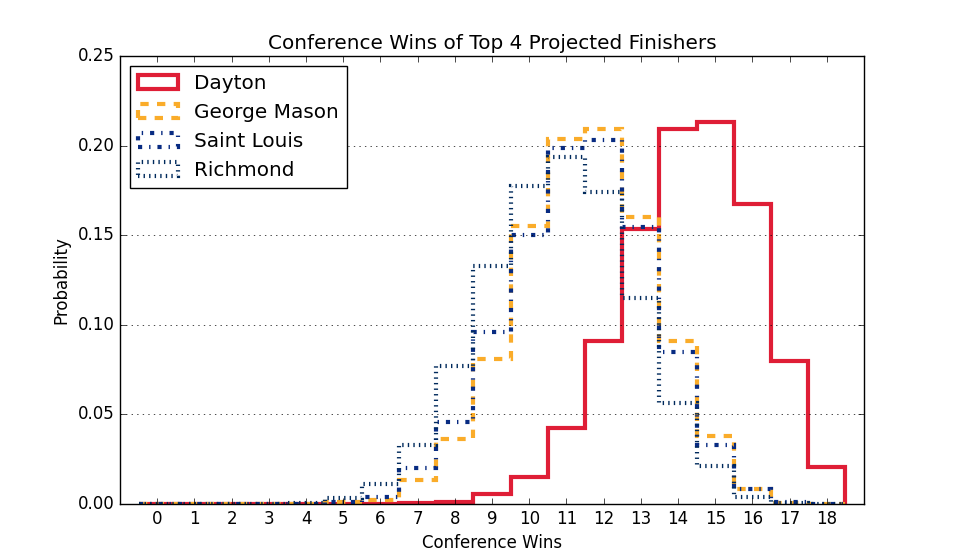 Conference Wins of Top 4 Projected Finishers
0.25
0.20
0.15
0.10
0.05
0.00
Probability
Dayton
George Mason
Saint Louis
Richmond
0 1 2 3 4 5 6 7 8 9 10 11 12 13 14 15 16 17 18
Conference Wins